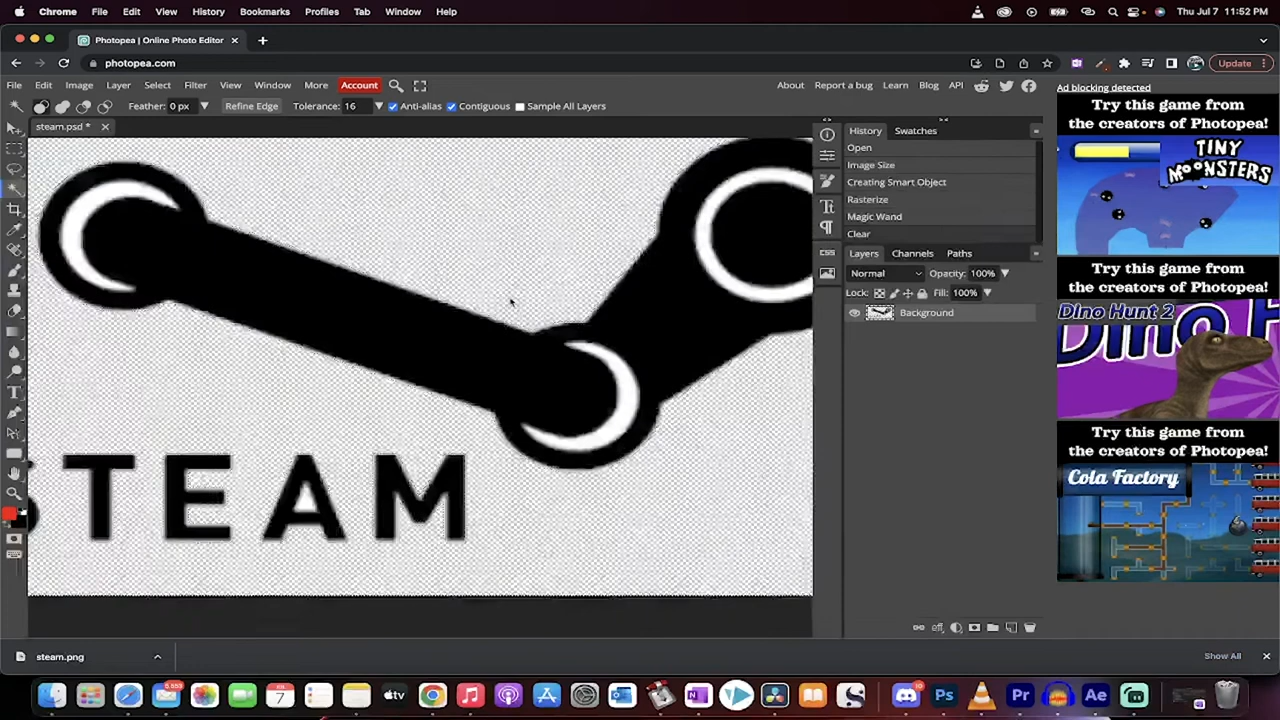 Chrome File Edit View History Bookmarks Profiles Tab Window Help Thu Jul 7 11:52 PM
Photopea | Online Photo Editor
photopea.com Update
File Edit Image Layer Select Filter View Window More Account About Report a bug Learn Blog API
Ad blocking detected
Feather: 0 px Refine Edge Tolerance: 16 Anti-alias Contiguous Sample All Layers
steam.psd *
Try this game from
the creators of Photopea!
History Swatches
Open
Image Size
Creating Smart Object
Rasterize
Magic Wand
Clear
TINY
MOONSTERS
Layers Channels Paths
Normal Opacity: 100%
Lock: Fill: 100%
Background
Try this game from
the creators of Photopea!
Dino Hunt 2
Dino H
Try this game from
the creators of Photopea!
Cola Factory
STEAM
steam.png Show All